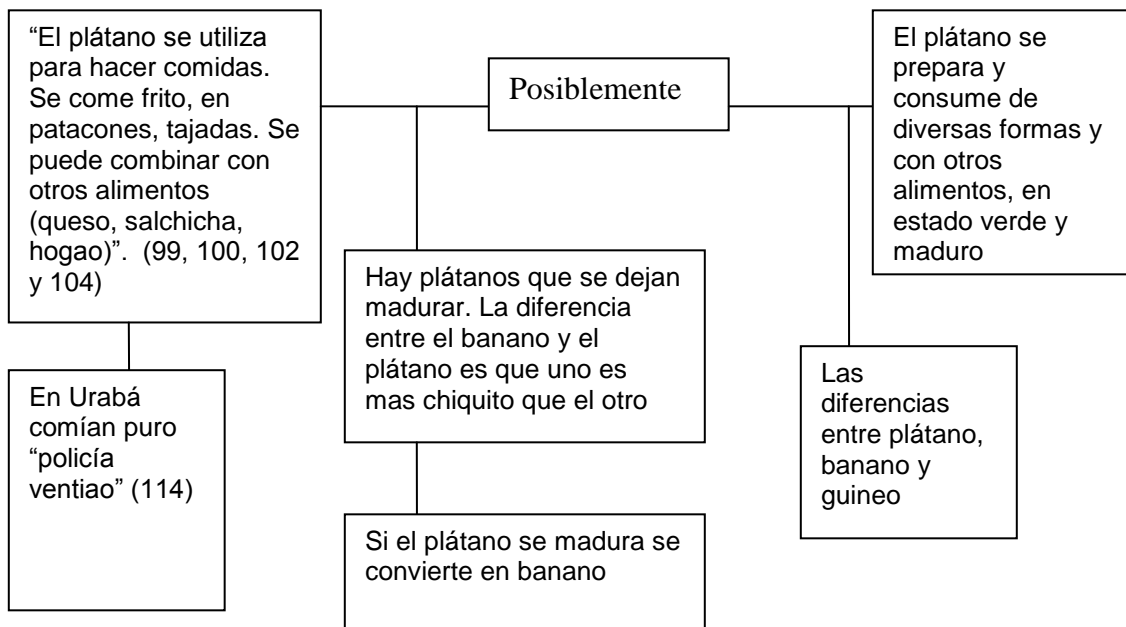 “El plátano se utiliza
para hacer comidas.
Se come frito, en
patacones, tajadas. Se
puede combinar con
otros alimentos
(queso, salchicha,
hogao)”.  (99, 100, 102
y 104)
Posiblemente
El plátano se
prepara y
consume de
diversas formas y
con otros
alimentos, en
estado verde y
maduro
Hay plátanos que se dejan
madurar. La diferencia
entre el banano y el
plátano es que uno es
mas chiquito que el otro
Las
diferencias
entre plátano,
banano y
guineo
En Urabá
comían puro
“policía
ventiao” (114)
Si el plátano se madura se
convierte en banano